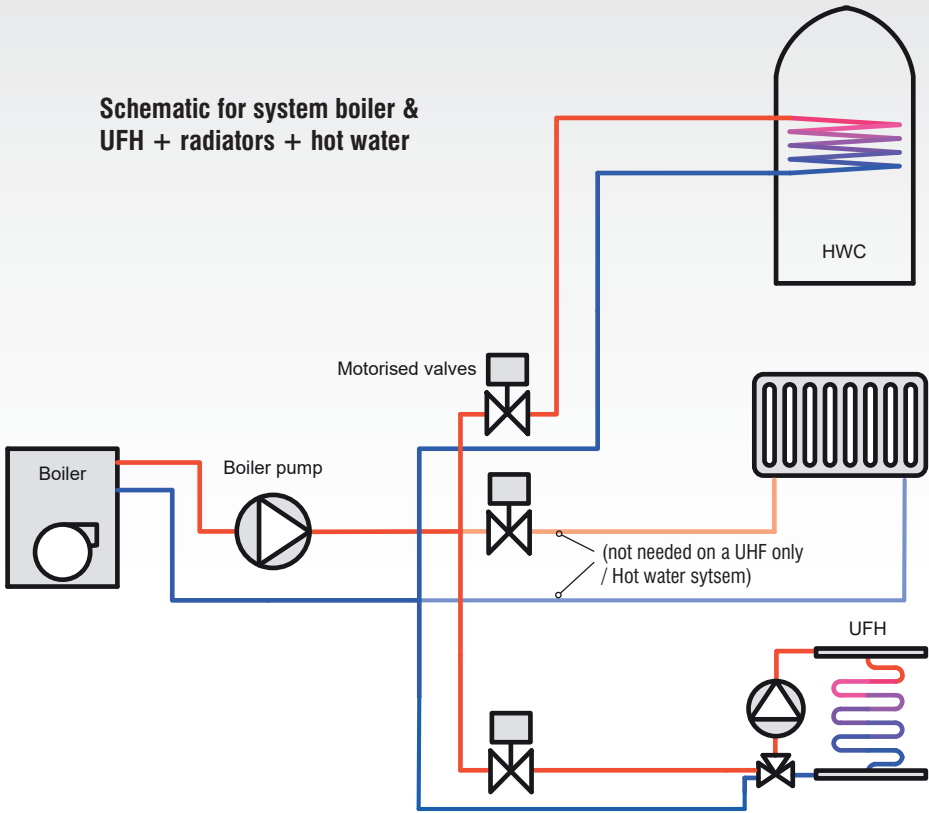 Schematic for system boiler &
UFH + radiators + hot water
HWC
Motorised valves
Boiler
Boiler pump
(not needed on a UHF only
/ Hot water sytsem)
UFH